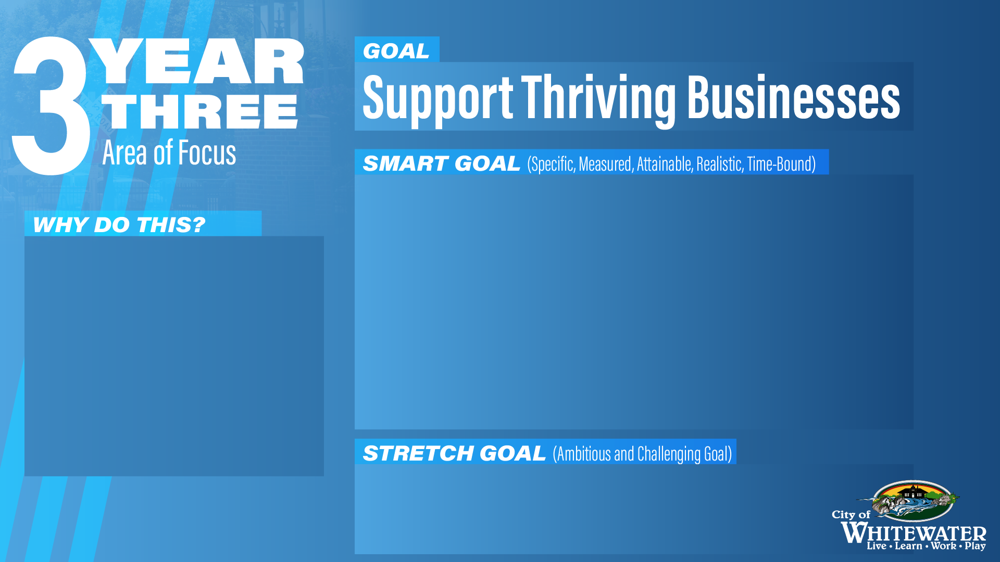 3
YEAR
THREE
Area of Focus
WHY DO THIS?
GOAL
Support Thriving Businesses
SMART GOAL (Specific, Measured, Attainable, Realistic, Time-Bound)
STRETCH GOAL (Ambitious and Challenging Goal)
City of
WHITEWATER
Live • Learn • Work • Play